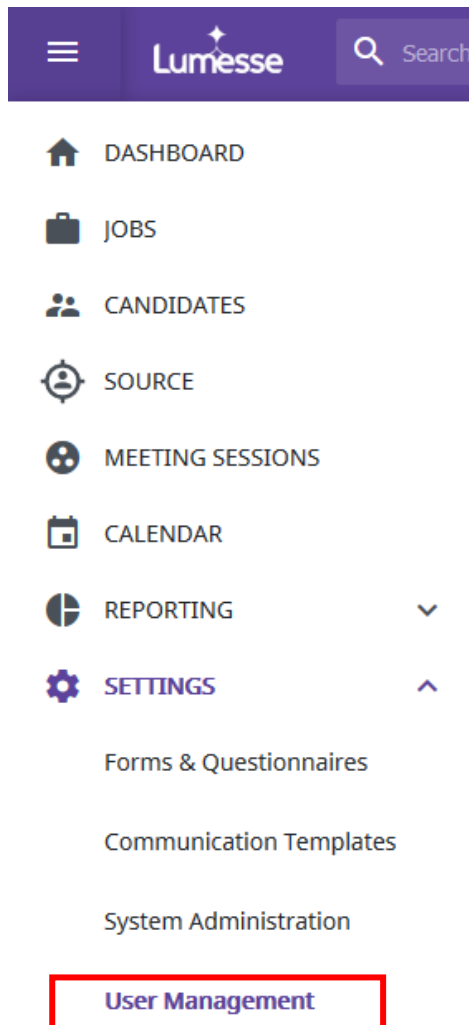 Lumesse
Search
DASHBOARD
JOBS
CANDIDATES
SOURCE
MEETING SESSIONS
CALENDAR
REPORTING
SETTINGS
Forms & Questionnaires
Communication Templates
System Administration
User Management